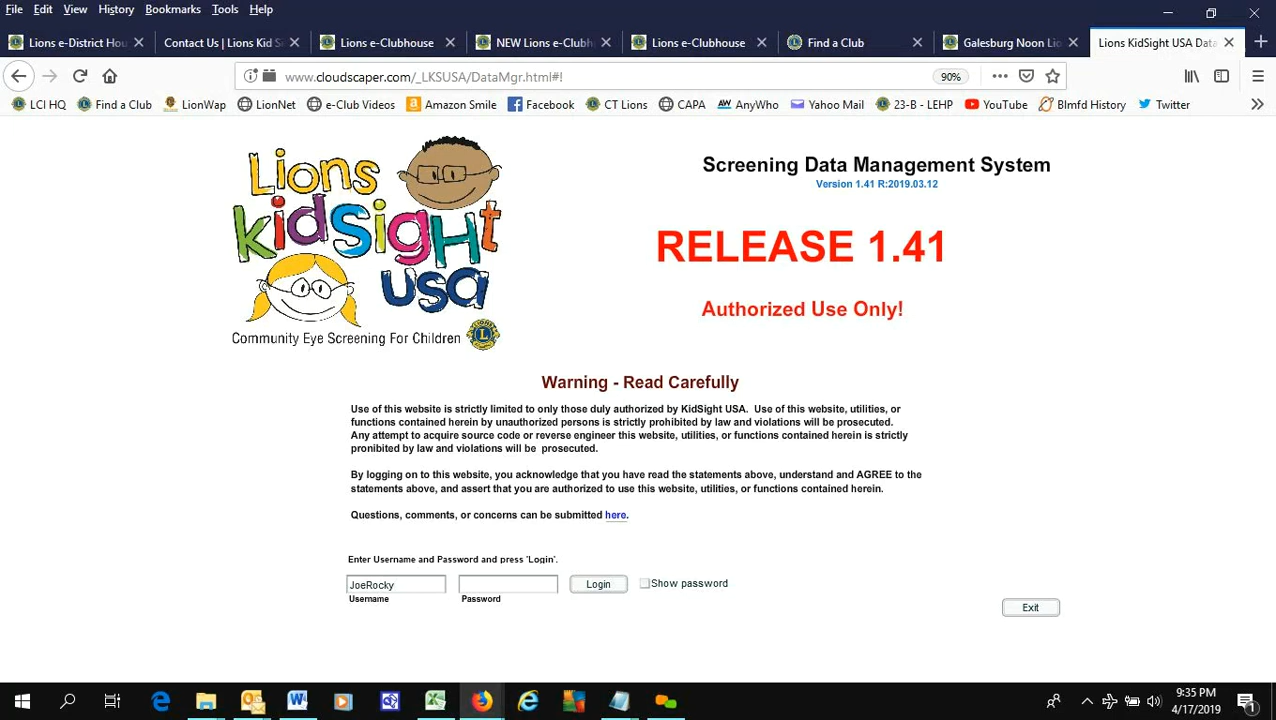 File Edit View History Bookmarks Tools Help
Lions e-District Hou
Contact Us | Lions Kid S
Lions e-Clubhouse
NEW Lions e-Clubh
Lions e-Clubhouse
Find a Club
Galesburg Noon Lio
Lions KidSight USA Data
www.cloudscaper.com/_LKSUSA/DataMgr.html#!
90%
LCI HQ
Find a Club
LionWap
LionNet
e-Club Videos
Amazon Smile
Facebook
CT Lions
CAPA
AW AnyWho
Yahoo Mail
23-B - LEHP
YouTube
Blmfd History
Twitter
Lions
KidSight
usa
Community Eye Screening For Children
Screening Data Management System
Version 1.41 R:2019.03.12
RELEASE 1.41
Authorized Use Only!
Warning - Read Carefully
Use of this website is strictly limited to only those duly authorized by KidSight USA. Use of this website, utilities, or
functions contained herein by unauthorized persons is strictly prohibited by law and violations will be prosecuted.
Any attempt to acquire source code or reverse engineer this website, utilities, or functions contained herein is strictly
prohibited by law and violations will be prosecuted.
By logging on to this website, you acknowledge that you have read the statements above, understand and AGREE to the
statements above, and assert that you are authorized to use this website, utilities, or functions contained herein.
Questions, comments, or concerns can be submitted here.
Enter Username and Password and press 'Login'.
JoeRocky
Login
Show password
Username
Password
Exit
9:35 PM
4/17/2019
1